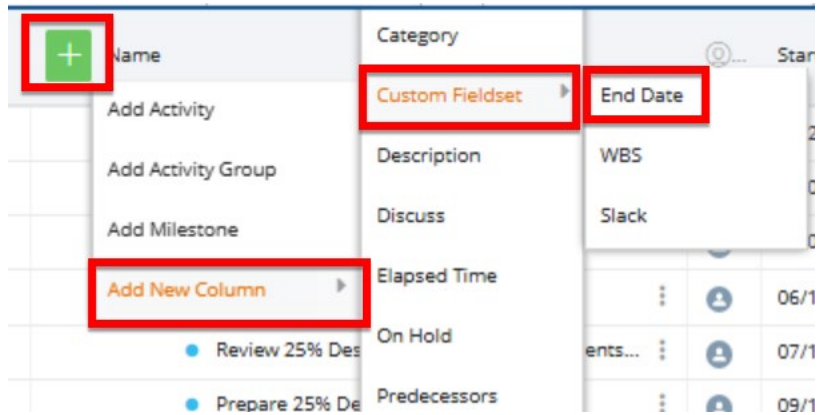 + Name
Add Activity
Add Activity Group
Add Milestone
Add New Column
Review 25% Des
Prepare 25% De
Category
Custom Fieldset
Description
Discuss
Elapsed Time
On Hold
Predecessors
End Date
WBS
Slack
... Star
06/1
ents... 07/1
09/1